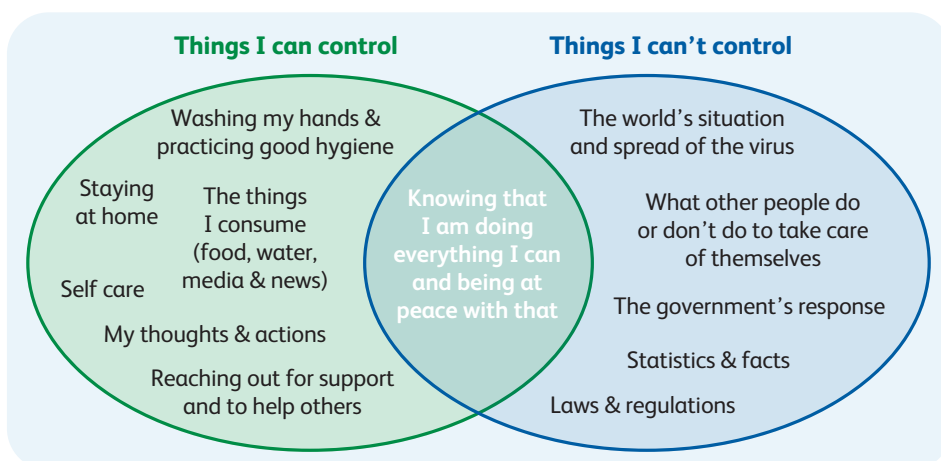 Things I can control
Things I can’t control
Washing my hands &
practicing good hygiene
Staying
at home
The things
I consume
(food, water,
media & news)
Self care
My thoughts & actions
Reaching out for support
and to help others
Knowing that
I am doing
everything I can
and being at
peace with that
The world’s situation
and spread of the virus
What other people do
or don’t do to take care
of themselves
The government’s response
Statistics & facts
Laws & regulations